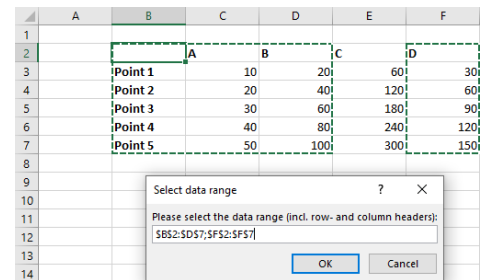 A B C D E F
1
2 A B C D
3 Point 1 10 20 60 30
4 Point 2 20 40 120 60
5 Point 3 30 60 180 90
6 Point 4 40 80 240 120
7 Point 5 50 100 300 150
8
9
Select data range ? X
10
11 Please select the data range (incl. row- and column headers):
12 $B$2:$D$7;$F$2:$F$7
13
OK Cancel
14